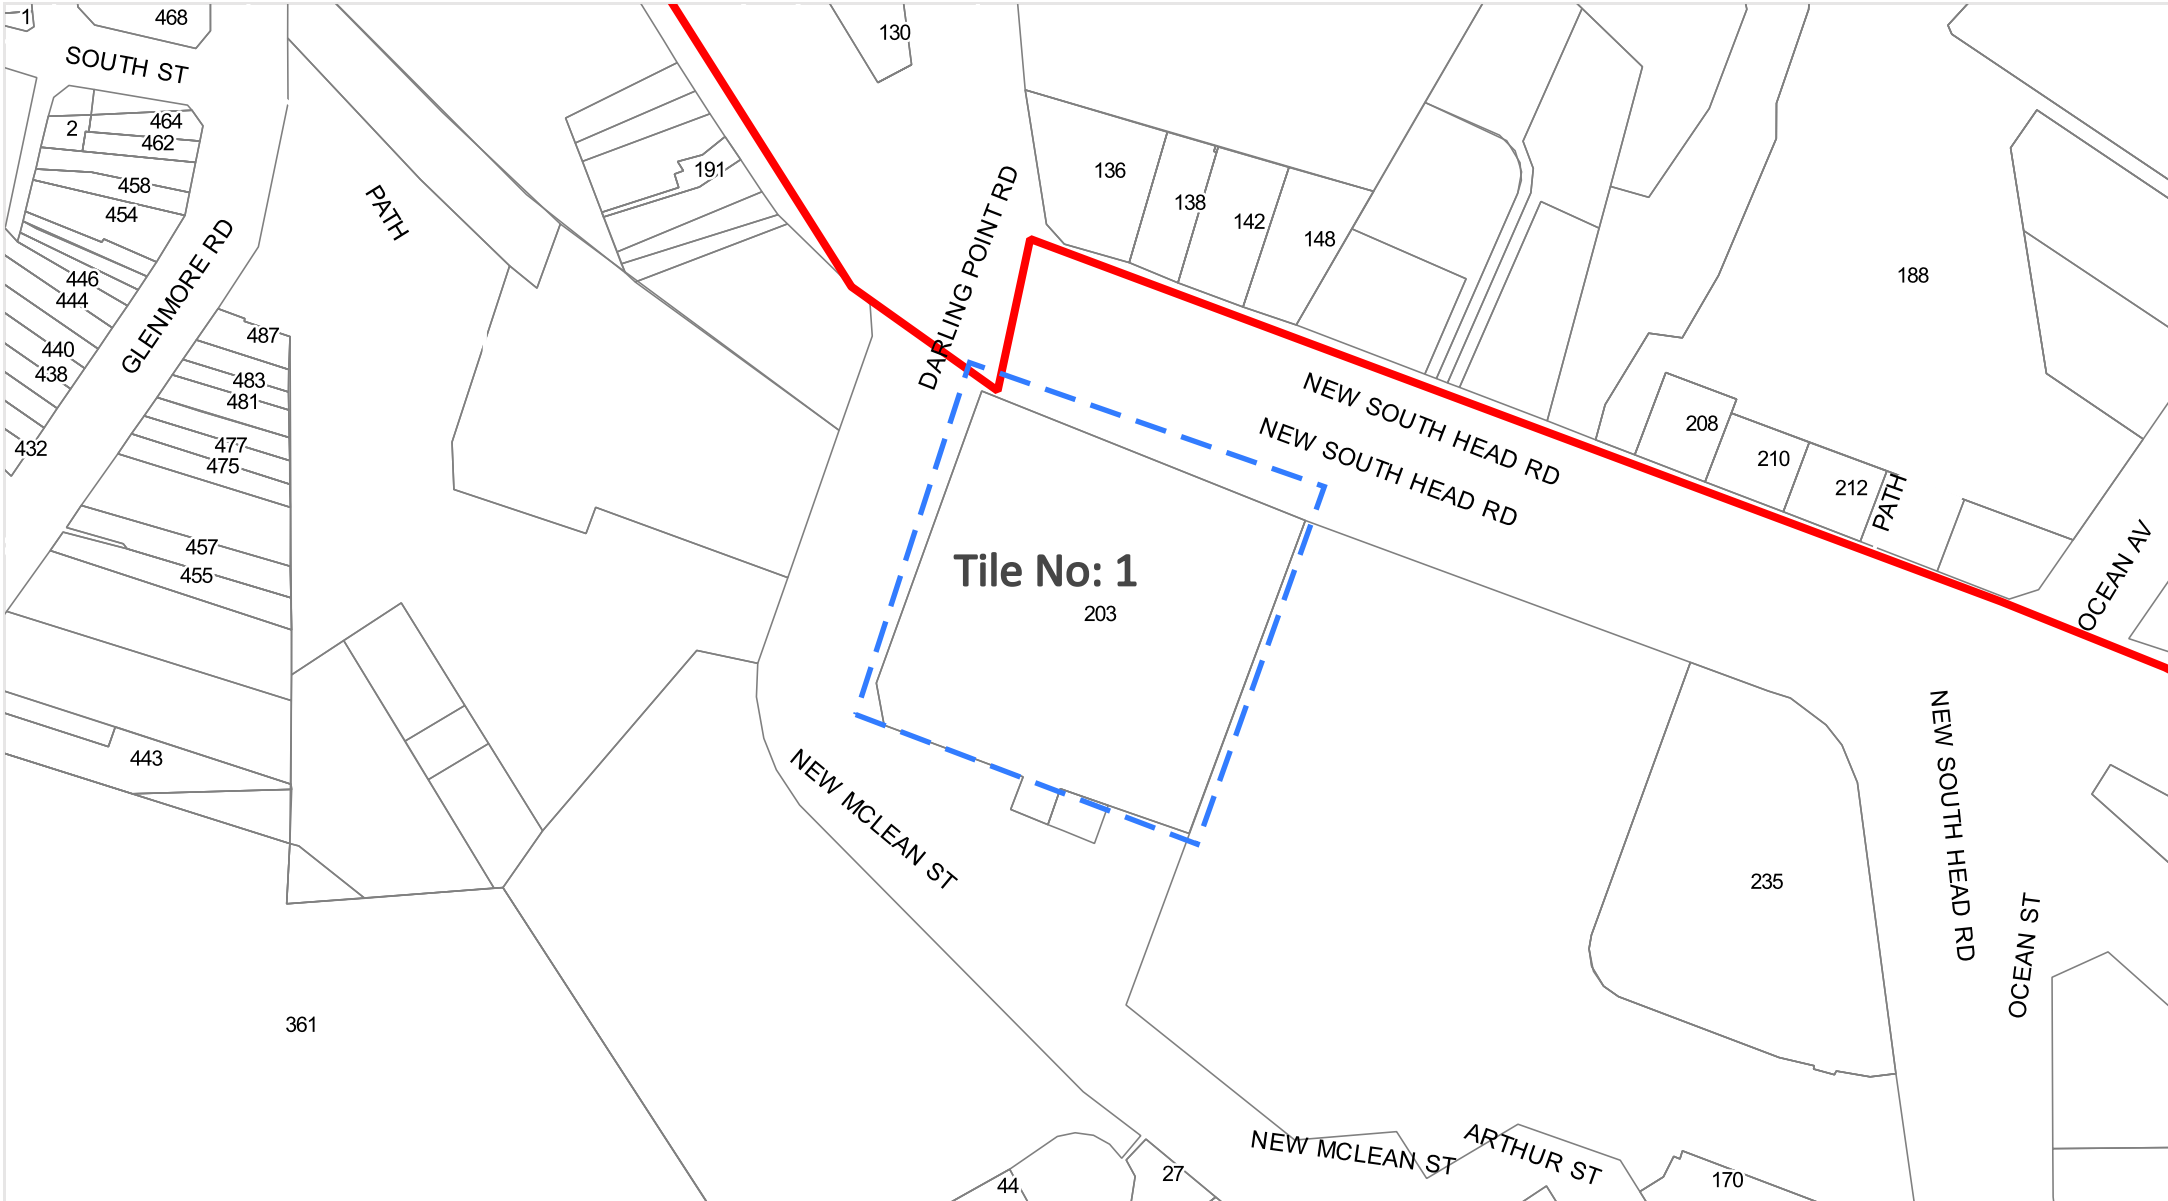 1
468
130
SOUTH ST
464
2
462
458
454
446
444
440
438
432
GLENMORE RD
PATH
191
DARLING POINT RD
136
138
142
148
188
487
483
481
477
475
457
455
443
NEW SOUTH HEAD RD
NEW SOUTH HEAD RD
208
210
212
PATH
OCEAN AV
Tile No: 1
203
NEW MCLEAN ST
235
NEW SOUTH HEAD RD
OCEAN ST
361
NEW MCLEAN ST
ARTHUR ST
44
27
170